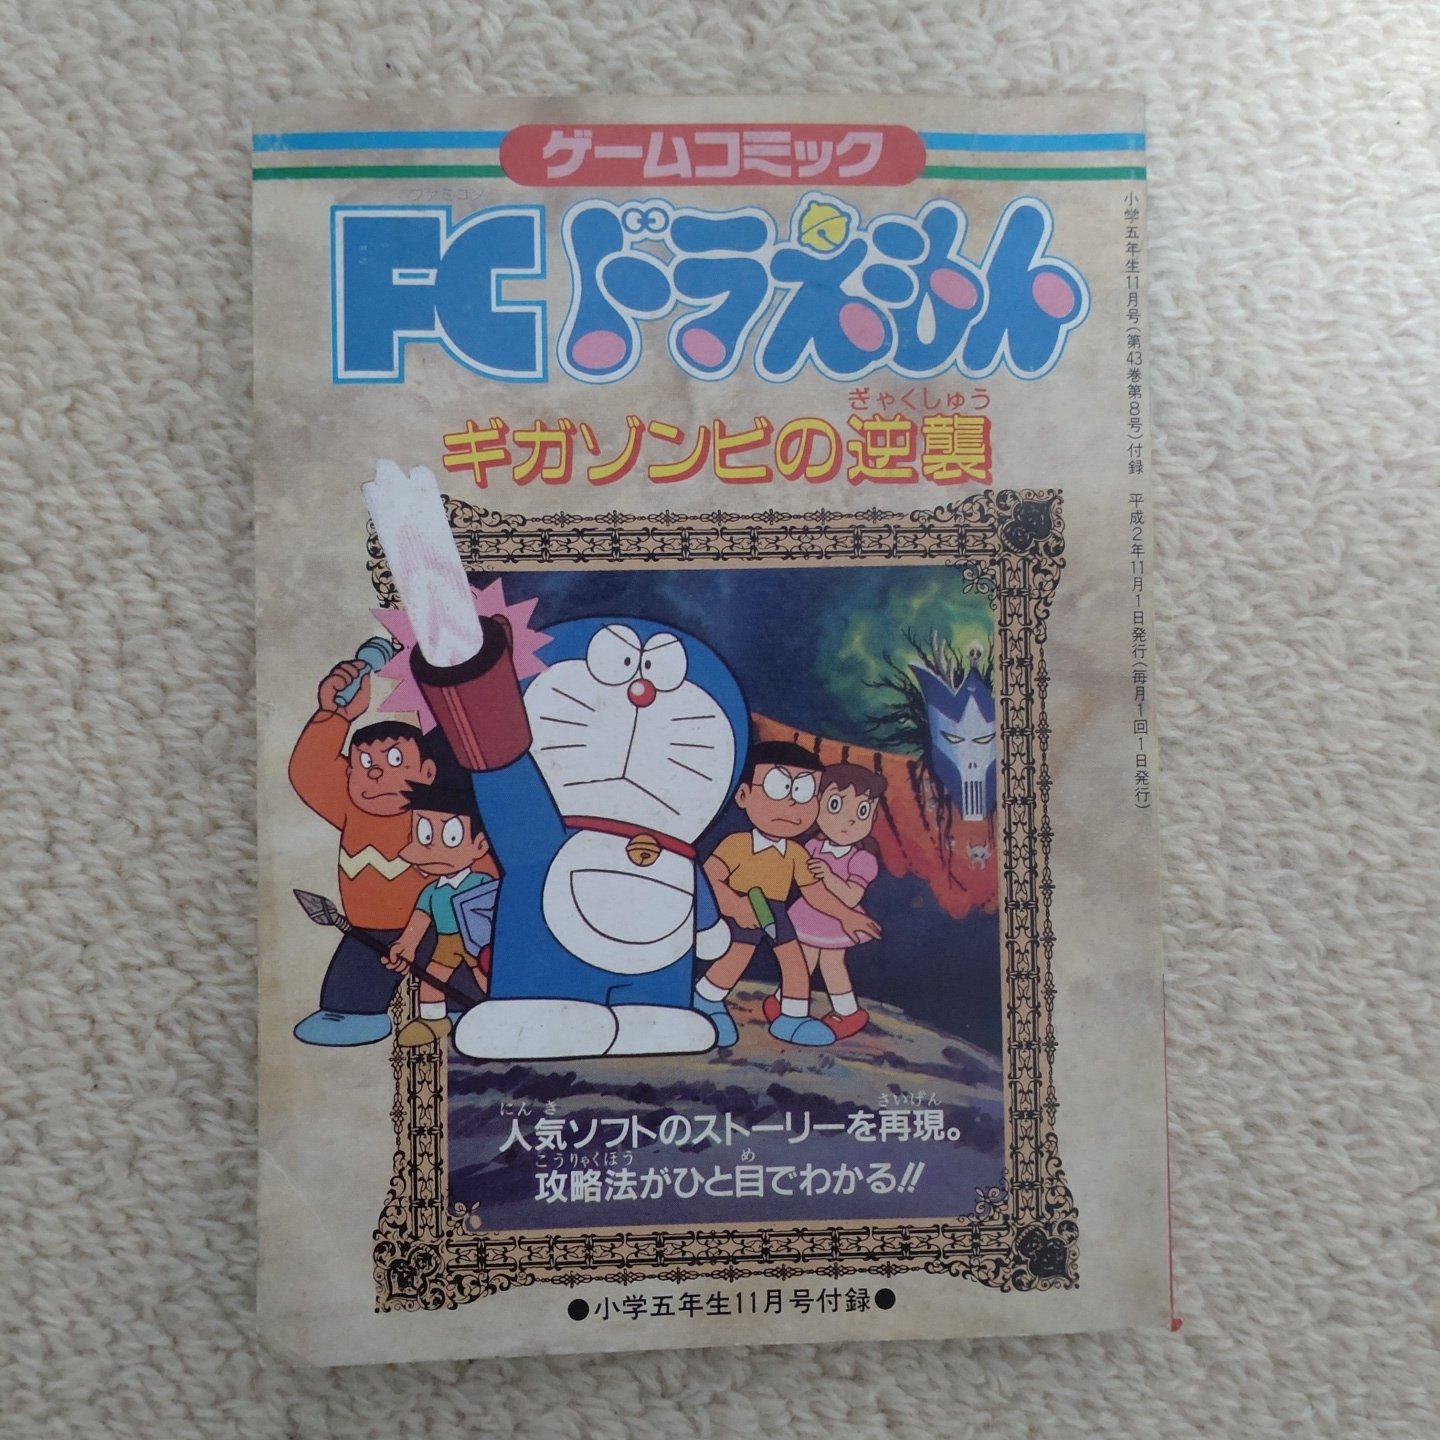 ゲームコミック
ファミコン
FC ドラえもん
ぎゃくしゅう
ギガゾンビの逆襲
小学五年生11月号(第43巻第8号)付録 平成2年11月1日発行(毎月1回1日発行)
にん き さいげん
人気ソフトのストーリーを再現。
こうりゃくほう め
攻略法がひと目でわかる!!
●小学五年生11月号付録●